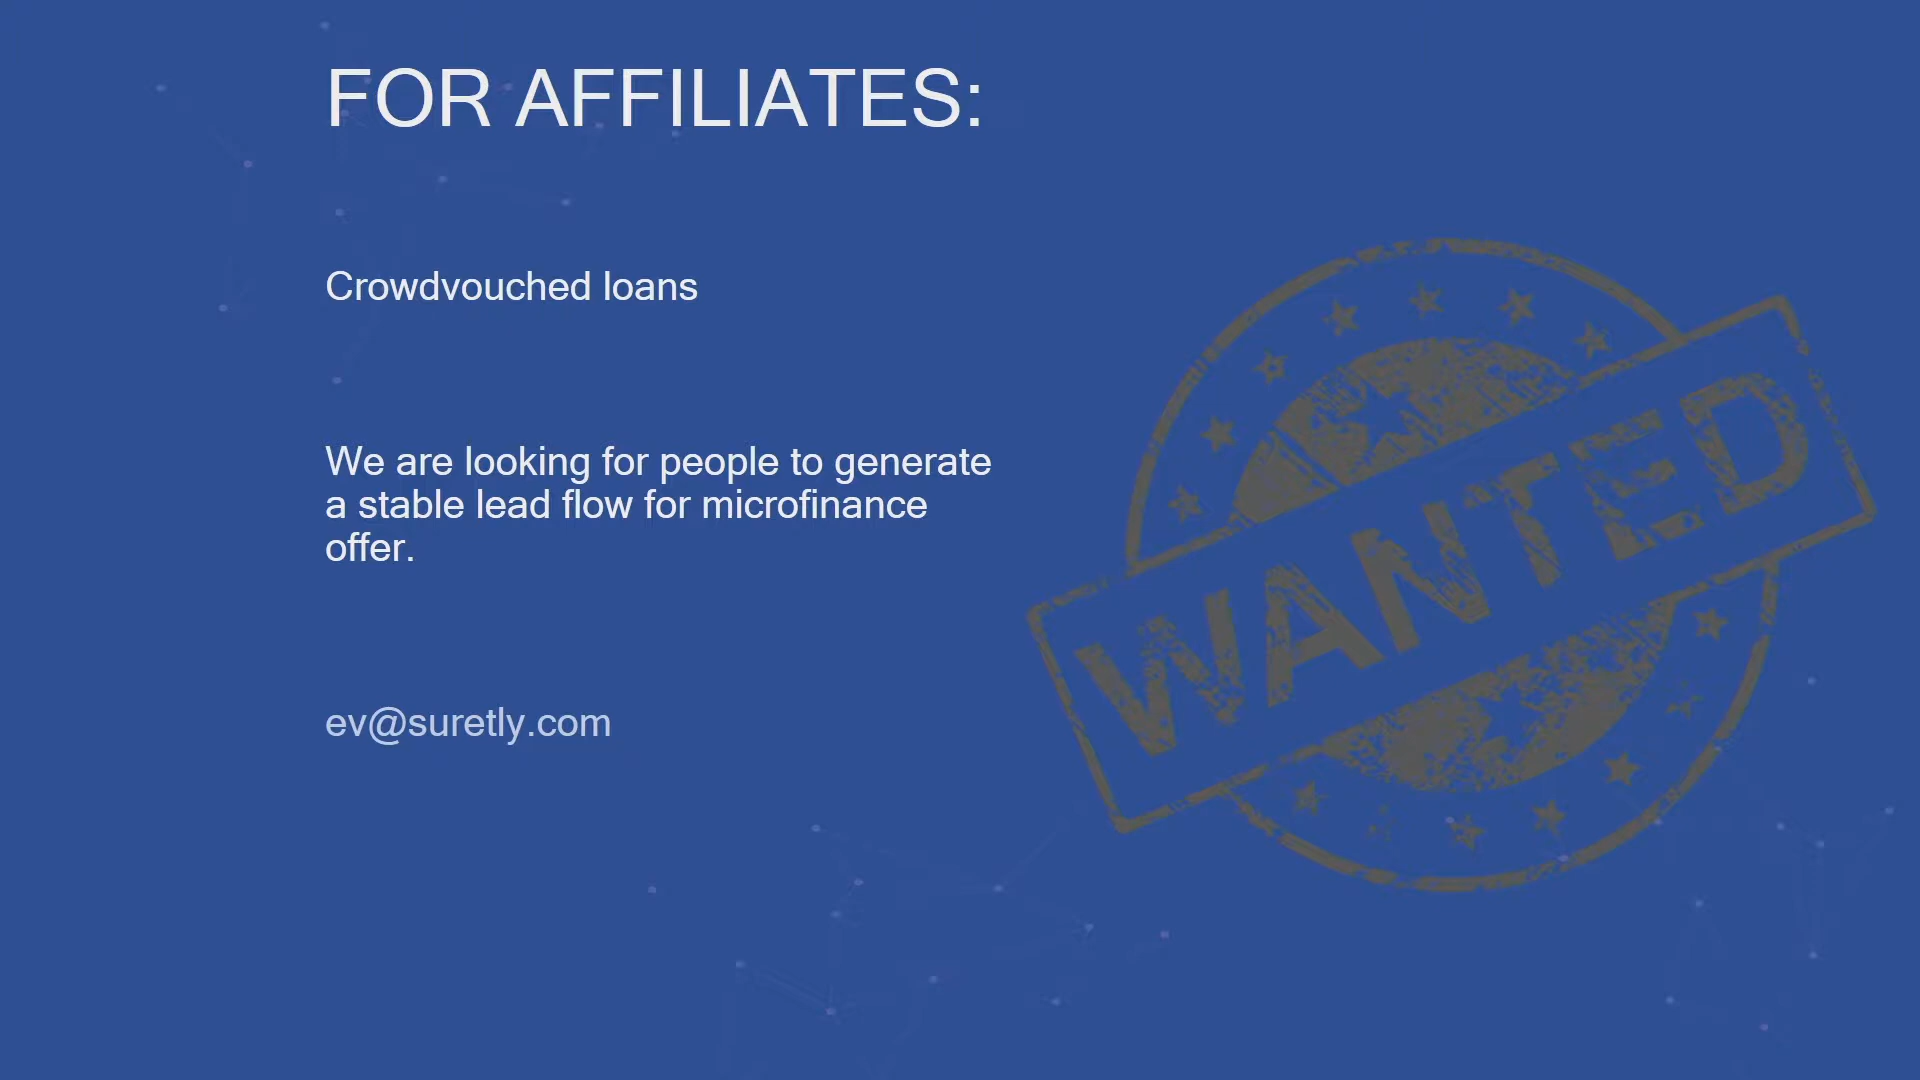 FOR AFFILIATES:
Crowdvouched loans
We are looking for people to generate
a stable lead flow for microfinance
offer.
WANTED
ev@suretly.com